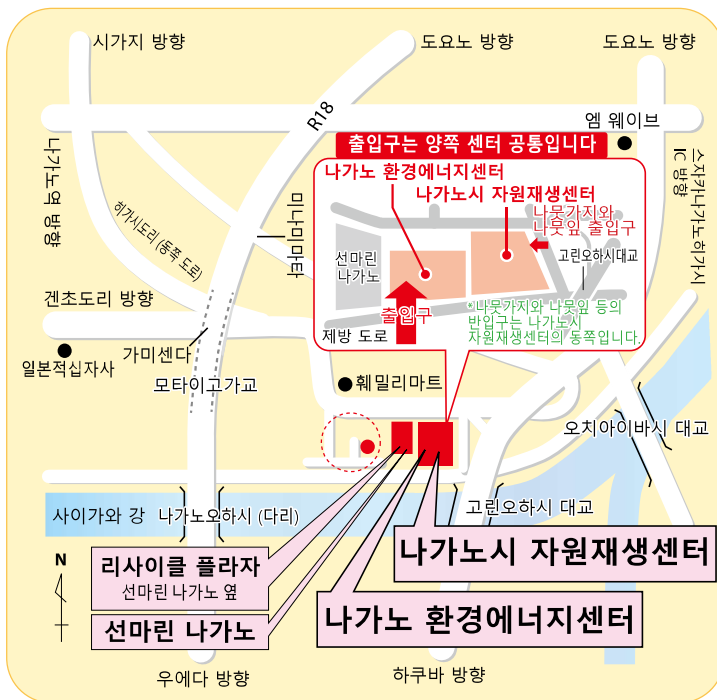 시가지 방향
도요노 방향
도요노 방향
R18
엠 웨이브
나가노역 방향
히가시도리 (동쪽 도로)
미나미마타
스자카나가노히가시
IC 방향
출입구는 양쪽 센터 공통입니다
나가노 환경에너지센터
나가노시 자원재생센터
나뭇가지와
나뭇잎 출입구
선마린
나가노
고린오하시대교
출입구
제방 도로
*나뭇가지와 나뭇잎 등의
반입구는 나가노시
자원재생센터의 동쪽입니다.
겐초도리 방향
가미센다
일본적십자사
모타이고가교
훼밀리마트
오치아이바시 대교
사이가와 강
나가노오하시 (다리)
고린오하시 대교
나가노시 자원재생센터
N
리사이클 플라자
선마린 나가노 옆
나가노 환경에너지센터
선마린 나가노
우에다 방향
하쿠바 방향